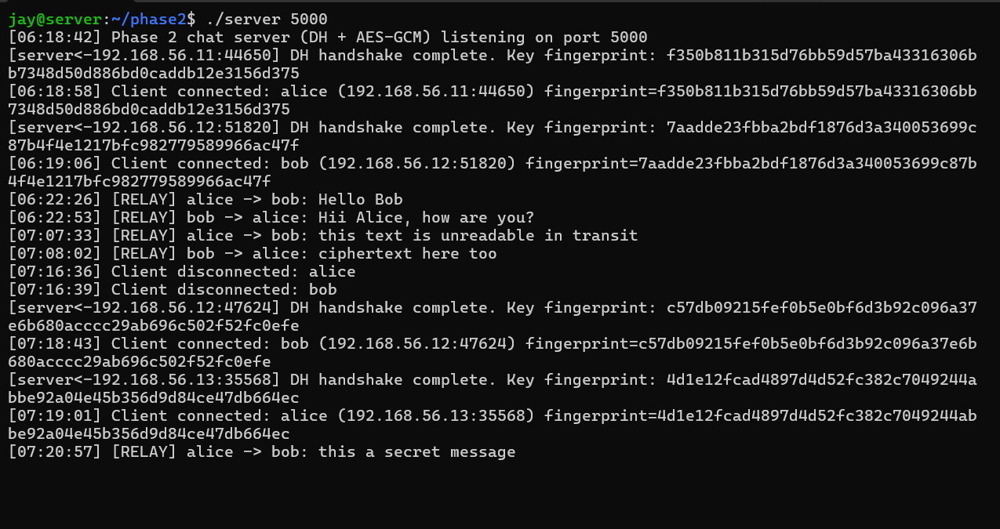 jay@server:~/phase2$ ./server 5000
[06:18:42] Phase 2 chat server (DH + AES-GCM) listening on port 5000
[server<-192.168.56.11:44650] DH handshake complete. Key fingerprint: f350b811b315d76bb59d57ba43316306b
b7348d50d886bd0caddb12e3156d375
[06:18:58] Client connected: alice (192.168.56.11:44650) fingerprint=f350b811b315d76bb59d57ba43316306bb
7348d50d886bd0caddb12e3156d375
[server<-192.168.56.12:51820] DH handshake complete. Key fingerprint: 7aadde23fbba2bdf1876d3a340053699c
87b4f4e1217bfc982779589966ac47f
[06:19:06] Client connected: bob (192.168.56.12:51820) fingerprint=7aadde23fbba2bdf1876d3a340053699c87b
4f4e1217bfc982779589966ac47f
[06:22:26] [RELAY] alice -> bob: Hello Bob
[06:22:53] [RELAY] bob -> alice: Hii Alice, how are you?
[07:07:33] [RELAY] alice -> bob: this text is unreadable in transit
[07:08:02] [RELAY] bob -> alice: ciphertext here too
[07:16:36] Client disconnected: alice
[07:16:39] Client disconnected: bob
[server<-192.168.56.12:47624] DH handshake complete. Key fingerprint: c57db09215fef0b5e0bf6d3b92c096a37
e6b680acccc29ab696c502f52fc0efe
[07:18:43] Client connected: bob (192.168.56.12:47624) fingerprint=c57db09215fef0b5e0bf6d3b92c096a37e6b
680acccc29ab696c502f52fc0efe
[server<-192.168.56.13:35568] DH handshake complete. Key fingerprint: 4d1e12fcad4897d4d52fc382c7049244a
bbe92a04e45b356d9d84ce47db664ec
[07:19:01] Client connected: alice (192.168.56.13:35568) fingerprint=4d1e12fcad4897d4d52fc382c7049244ab
be92a04e45b356d9d84ce47db664ec
[07:20:57] [RELAY] alice -> bob: this a secret message